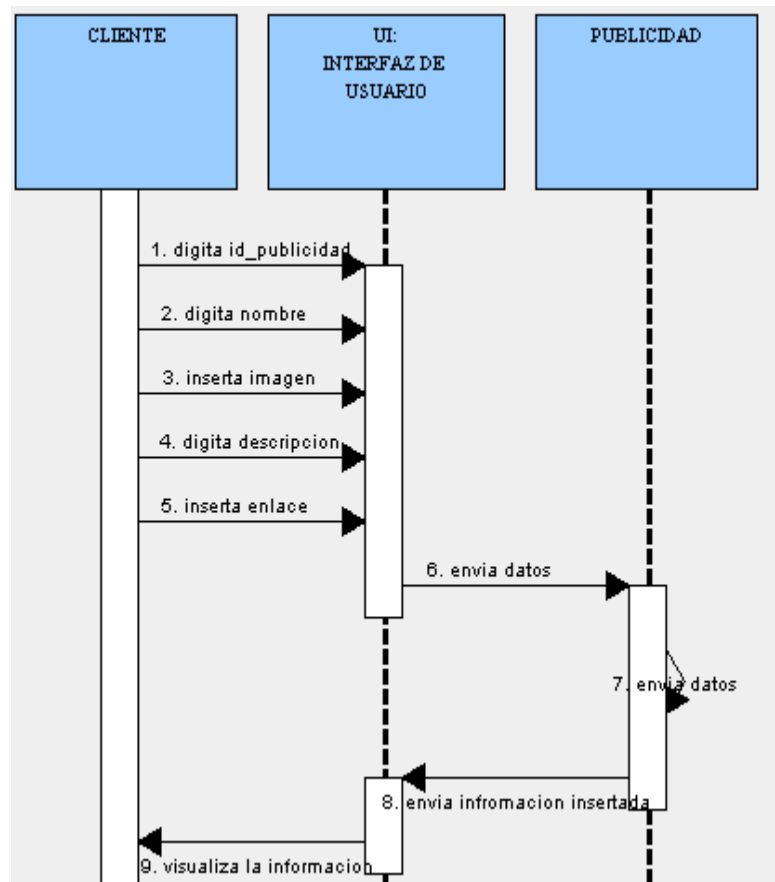 CLIENTE
UI:
INTERFAZ DE
USUARIO
PUBLICIDAD
1. digita id_publicidad
2. digita nombre
3. inserta imagen
4. digita descripcion
5. inserta enlace
6. envia datos
7. envia datos
8. envia infromacion insertada
9. visualiza la informacion